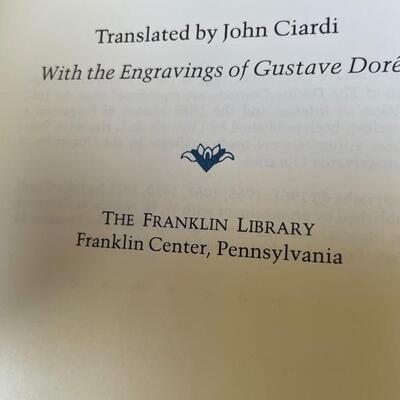 Translated by John Ciardi
With the Engravings of Gustave Doré
THE FRANKLIN LIBRARY
Franklin Center, Pennsylvania